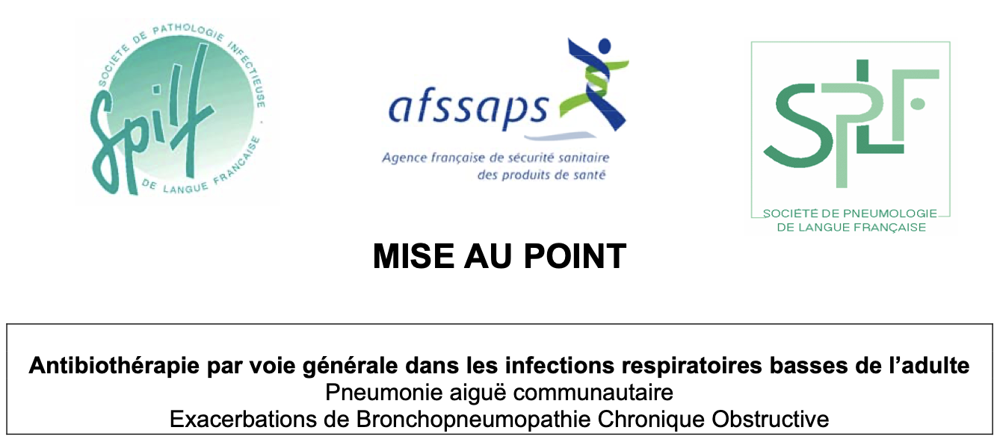 SOCIETE DE PATHOLOGIE INFECTIEUSE ·
Spilf
DE LANGUE FRANÇAISE
afssaps
Agence française de sécurité sanitaire
des produits de santé
SPLF
SOCIÉTÉ DE PNEUMOLOGIE
DE LANGUE FRANÇAISE
MISE AU POINT
Antibiothérapie par voie générale dans les infections respiratoires basses de l’adulte
Pneumonie aiguë communautaire
Exacerbations de Bronchopneumopathie Chronique Obstructive